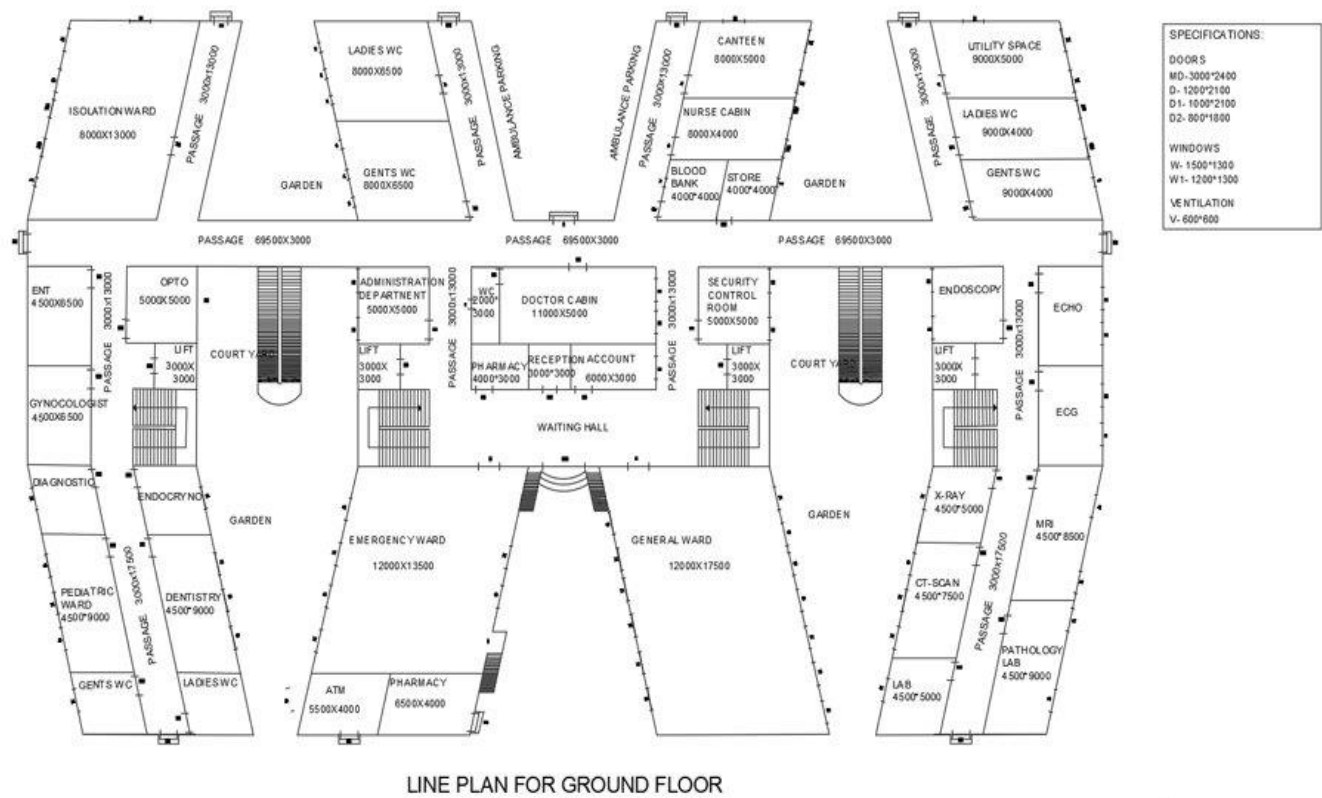 ISOLATION WARD
8000X13000
PASSAGE 3000x13000
LADIES WC
8000X6500
GENTS WC
8000X6500
PASSAGE 3000x13000
AMBULANCE PARKING
AMBULANCE PARKING
PASSAGE 3000x13000
CANTEEN
8000X5000
NURSE CABIN
8000X4000
BLOOD
BANK
4000*4000
STORE
4000*4000
PASSAGE 3000x13000
UTILITY SPACE
9000X5000
LADIES WC
9000X4000
GENTS WC
9000X4000
GARDEN
GARDEN
SPECIFICATIONS:
DOORS
MD-3000*2400
D- 1200*2100
D1- 1000*2100
D2- 800*1800
WINDOWS
W- 1500*1300
W1- 1200*1300
VENTILATION
V- 600*600
PASSAGE 69500X3000
PASSAGE 69500X3000
PASSAGE 69500X3000
ENT
4500X6500
PASSAGE 3000x13000
OPTO
5000X5000
LIFT
3000X
3000
COURT YARD
ADMINISTRATION
DEPARTMENT
5000X5000
LIFT
3000X
3000
PASSAGE 3000x13000
WC
2000*
3000
DOCTOR CABIN
11000X5000
PHARMACY
4000*3000
RECEPTION
3000*3000
ACCOUNT
6000X3000
PASSAGE 3000x13000
SECURITY
CONTROL
ROOM
5000X5000
LIFT
3000X
3000
COURT YARD
ENDOSCOPY
LIFT
3000X
3000
PASSAGE 3000x13000
ECHO
ECG
GYNOCOLOGIST
4500X6500
WAITING HALL
DIAGNOSTIC
ENDOCRYNO
PEDIATRIC
WARD
4500*9000
PASSAGE 3000x17500
DENTISTRY
4500*9000
GENTS WC
LADIES WC
GARDEN
EMERGENCY WARD
12000X13500
ATM
5500X4000
PHARMACY
6500X4000
GENERAL WARD
12000X17500
GARDEN
X-RAY
4500*5000
CT-SCAN
4500*7500
LAB
4500*5000
PASSAGE 3000x17500
MRI
4500*8500
PATHOLOGY
LAB
4500*9000
LINE PLAN FOR GROUND FLOOR